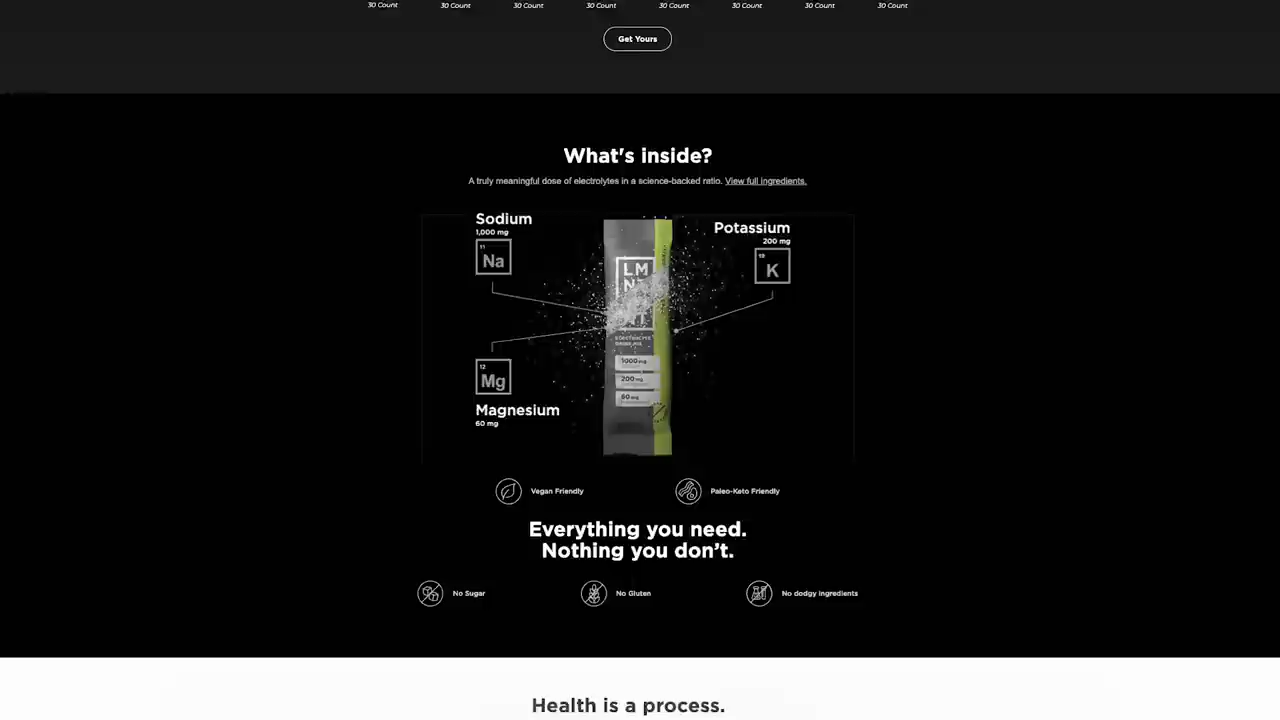 30 Count 30 Count 30 Count 30 Count 30 Count 30 Count 30 Count 30 Count
Get Yours
What's inside?
A truly meaningful dose of electrolytes in a science-backed ratio. View full ingredients.
Sodium
1,000 mg
11
Na
Potassium
200 mg
19
K
LM
1000 mg
200 mg
60 mg
12
Mg
Magnesium
60 mg
Vegan Friendly
Paleo-Keto Friendly
Everything you need.
Nothing you don't.
No Sugar
No Gluten
No dodgy ingredients
Health is a process.